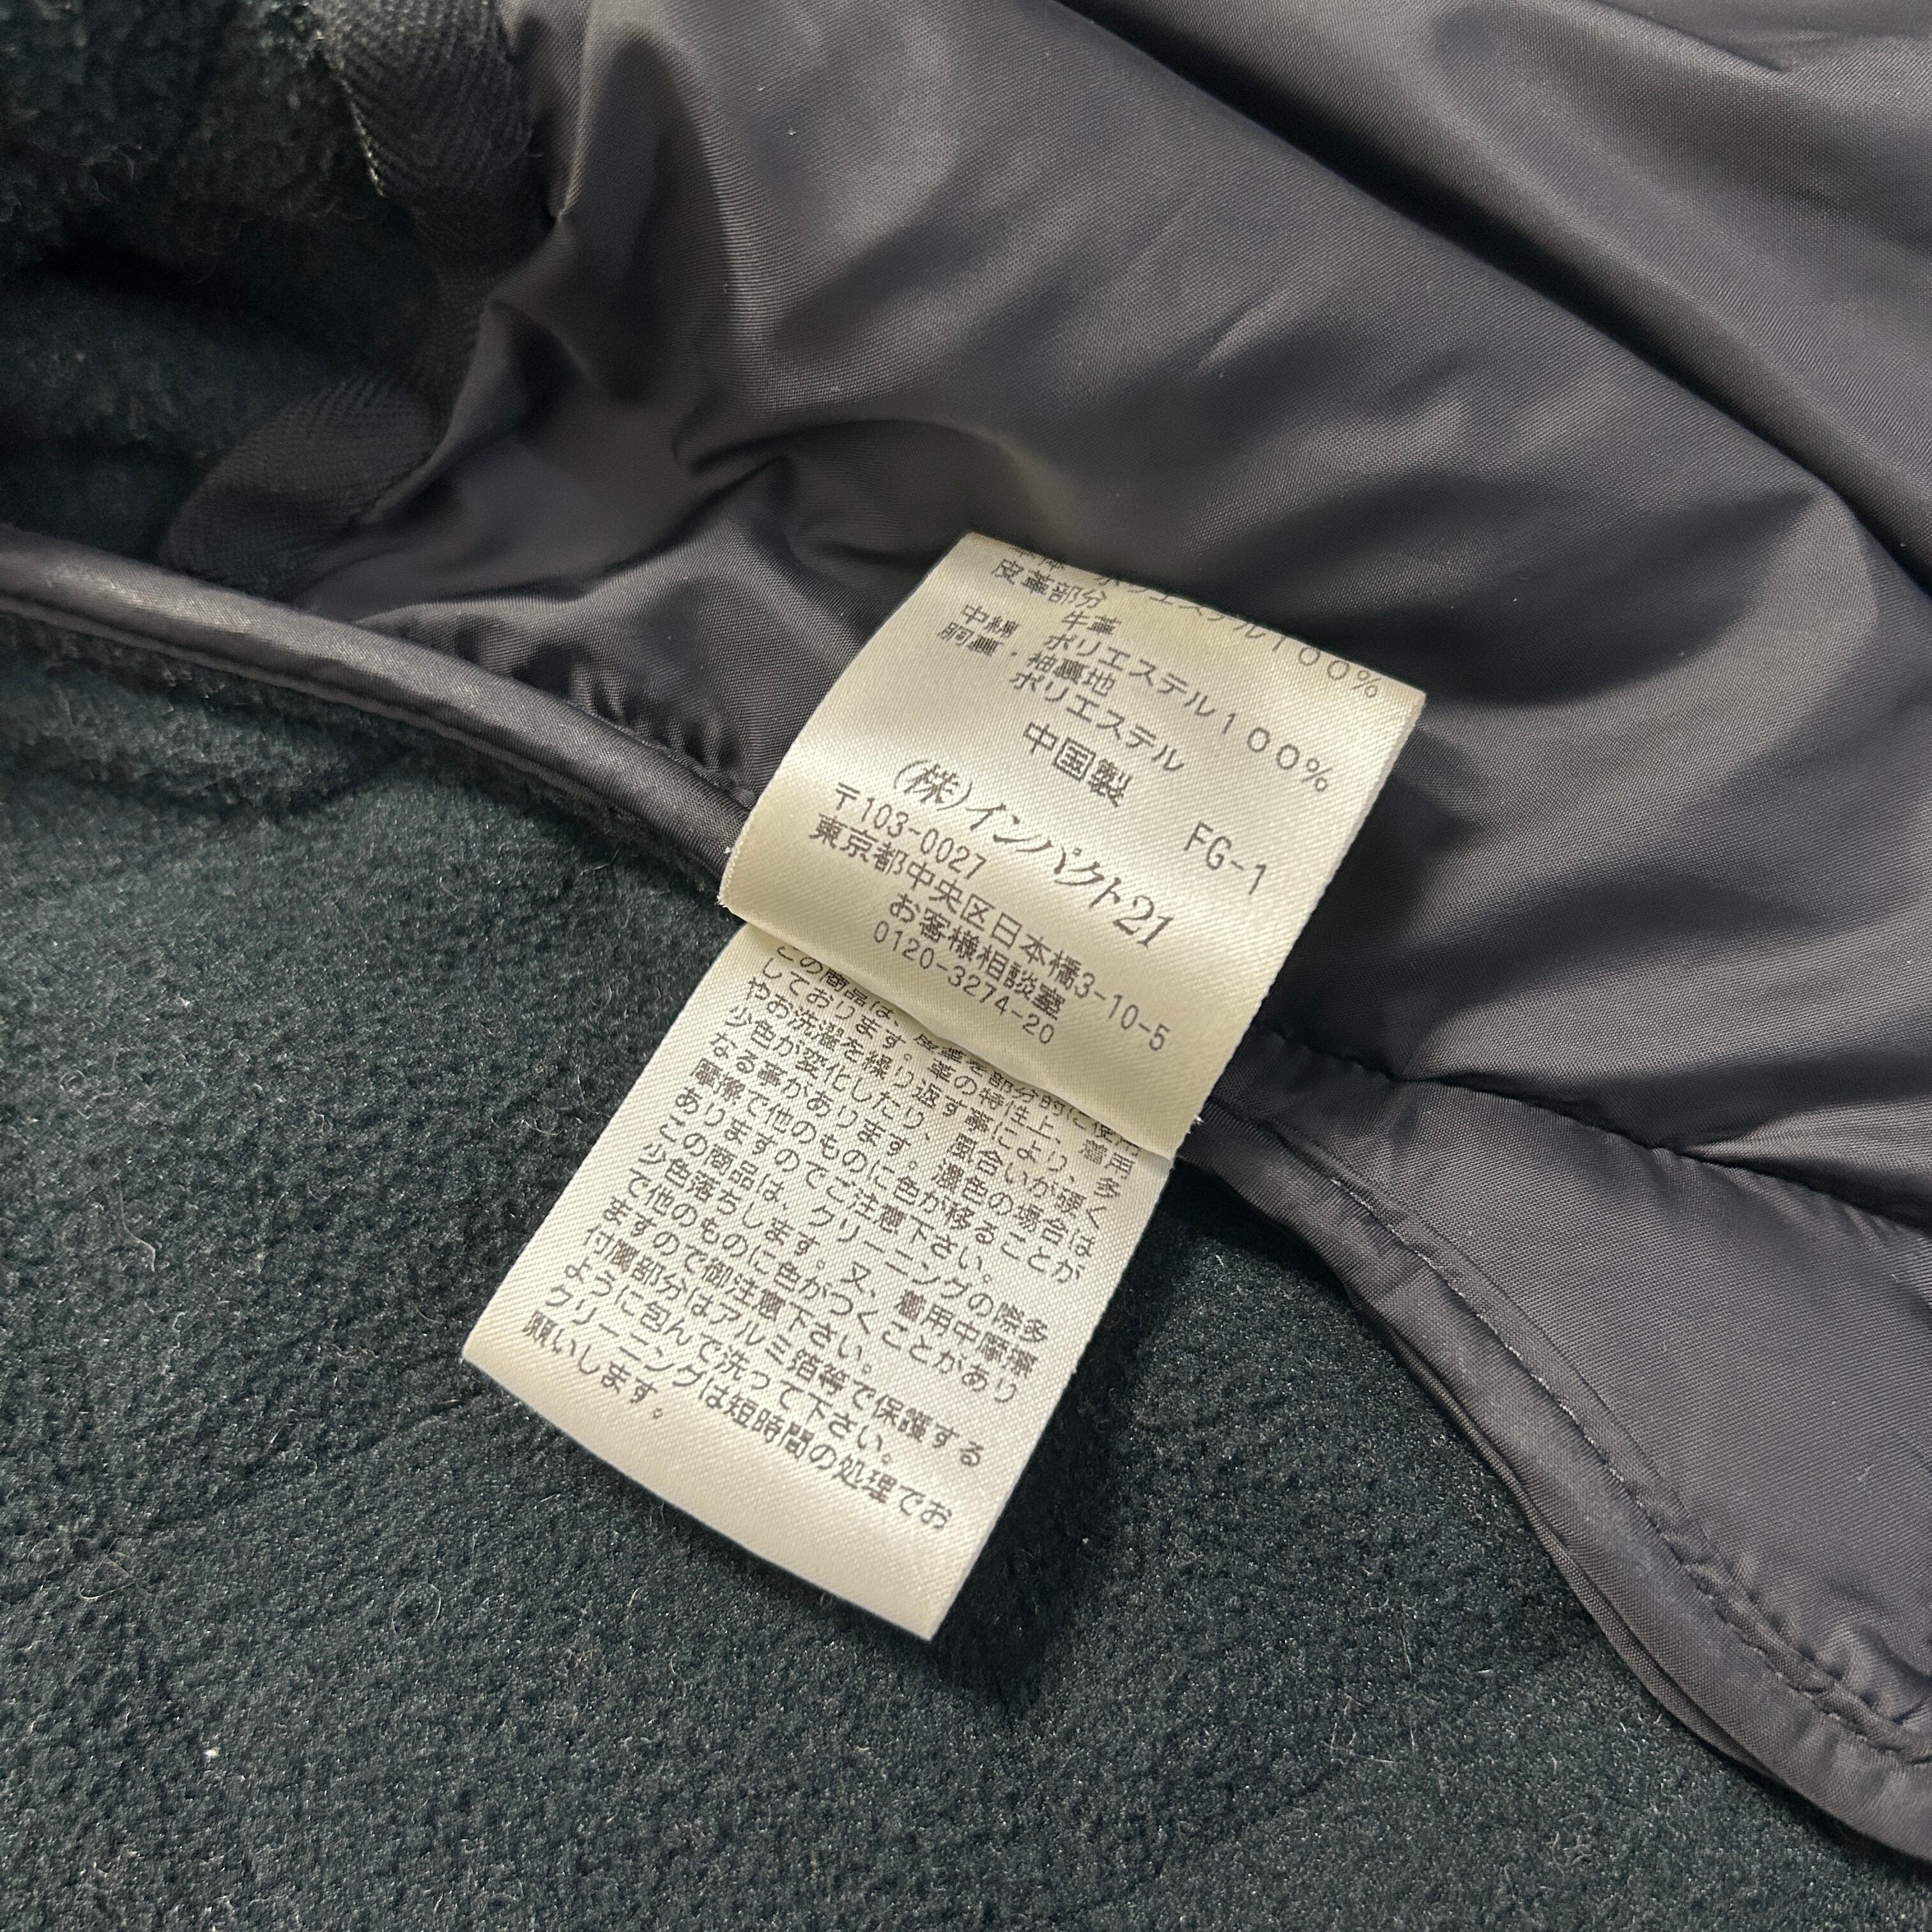 本体 ポリエステル100%
皮革部分 牛革
中綿 ポリエステル100%
胴裏・袖裏地
ポリエステル
中国製
FG-1
(株)インパクト21
〒103-0027
東京都中央区日本橋3-10-5
お客様相談室
0120-3274-20
この商品は、皮革を部分的に使用
しております。革の特性上、着用
やお洗濯を繰り返す事により、多
少色が変化したり、風合いが硬く
なる事があります。濃色の場合は
摩擦で他のものに色が移ることが
ありますのでご注意下さい。
この商品は、クリーニングの際多
少色落ちします。又、着用中摩擦
で他のものに色がつくことがあり
ますので御注意下さい。
付属部分はアルミ箔等で保護する
ように包んで洗って下さい。
クリーニングは短時間の処理でお
願いします。